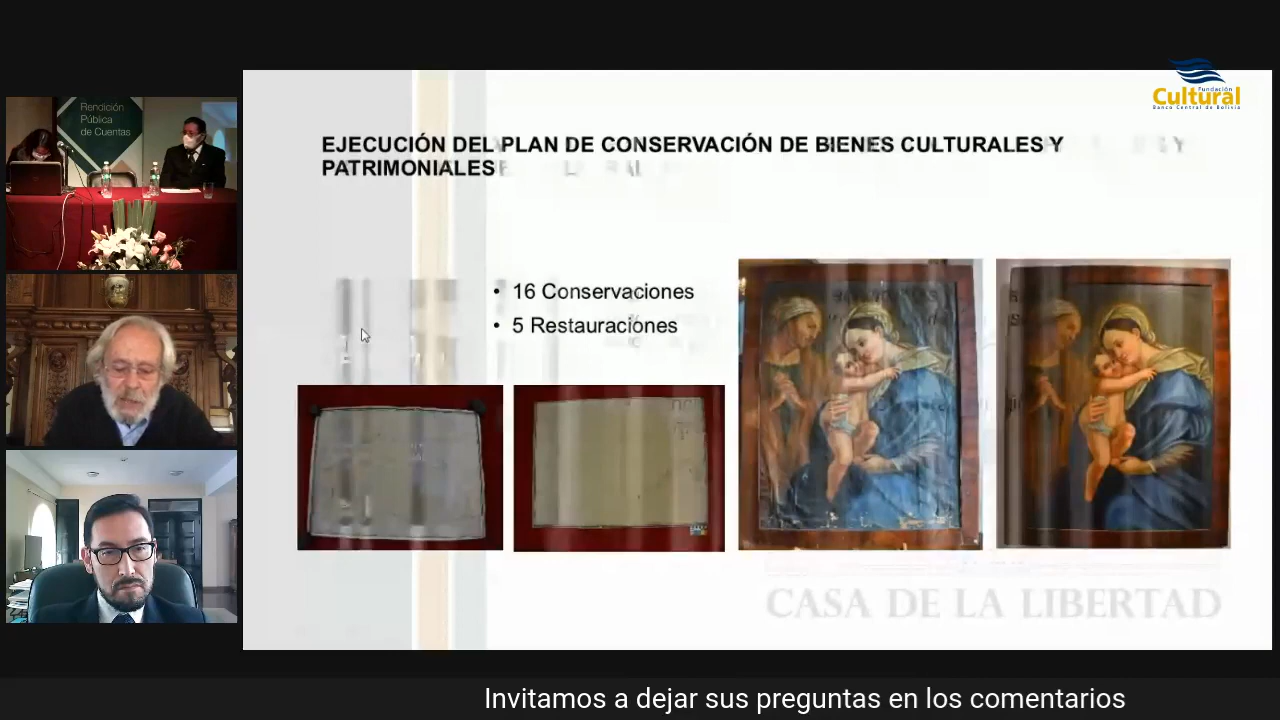 Rendición
Pública
de Cuentas
Fundación
Cultural
Banco Central de Bolivia
EJECUCIÓN DEL PLAN DE CONSERVACIÓN DE BIENES CULTURALES Y
PATRIMONIALES
• 16 Conservaciones
• 5 Restauraciones
CASA DE LA LIBERTAD
Invitamos a dejar sus preguntas en los comentarios